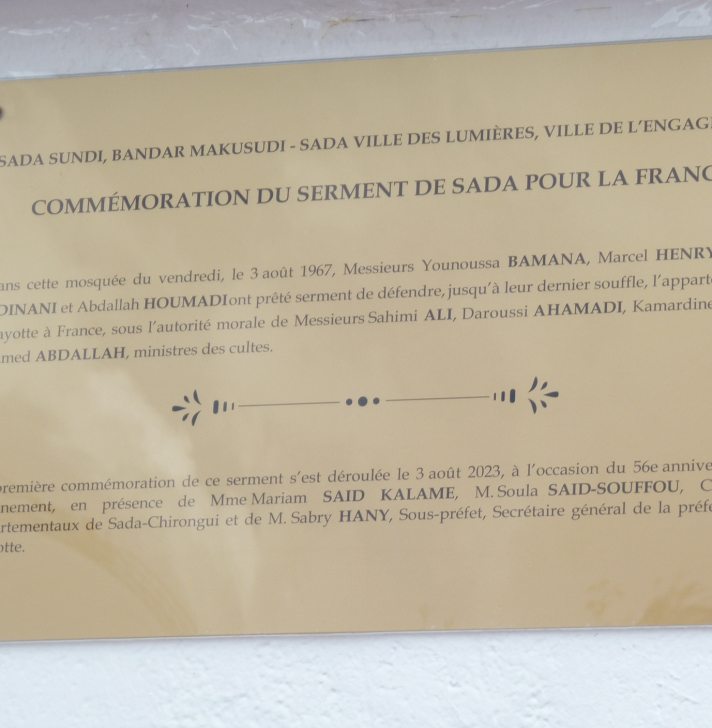 SADA SUNDI, BANDAR MAKUSUDI - SADA VILLE DES LUMIÈRES, VILLE DE L'ENGAG
COMMÉMORATION DU SERMENT DE SADA POUR LA FRANC
ans cette mosquée du vendredi, le 3 août 1967, Messieurs Younoussa BAMANA, Marcel HENRY
DINANI et Abdallah HOUMADI ont prêté serment de défendre, jusqu'à leur dernier souffle, l'apparte
yotte à France, sous l'autorité morale de Messieurs Sahimi ALI, Daroussi AHAMADI, Kamardine
med ABDALLAH, ministres des cultes.
première commémoration de ce serment s'est déroulée le 3 août 2023, à l'occasion du 56e annive
nement, en présence de Mme Mariam SAID KALAME, M. Soula SAID-SOUFFOU, C
rtementaux de Sada-Chirongui et de M. Sabry HANY, Sous-préfet, Secrétaire général de la préfe
otte.